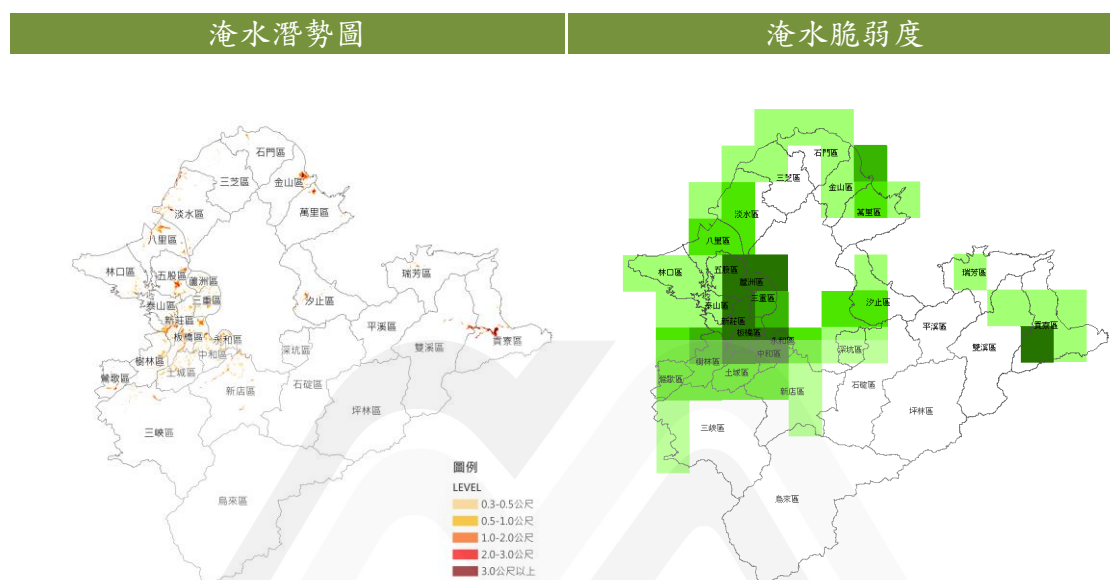 淹水潛勢圖
淹水脆弱度
石門區
三芝區
金山區
萬里區
淡水區
八里區
林口區
五股區
蘆洲區
瑞芳區
泰山區
三重區
汐止區
新莊區
平溪區
板橋區
永和區
雙溪區
貢寮區
中和區
深坑區
樹林區
土城區
鶯歌區
新店區
石碇區
坪林區
三峽區
烏來區
圖例
LEVEL
0.3-0.5公尺
0.5-1.0公尺
1.0-2.0公尺
2.0-3.0公尺
3.0公尺以上
石門區
三芝區
金山區
萬里區
淡水區
八里區
林口區
五股區
蘆洲區
瑞芳區
泰山區
三重區
汐止區
新莊區
板橋區
平溪區
貢寮區
永和區
雙溪區
中和區
深坑區
樹林區
土城區
鶯歌區
新店區
石碇區
坪林區
三峽區
烏來區